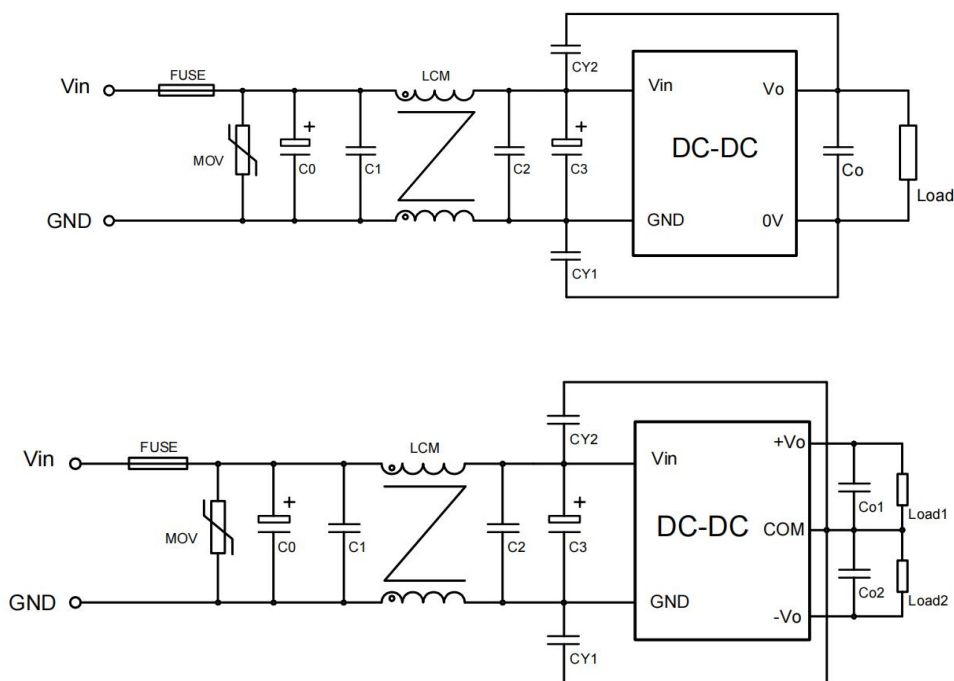 CY2
FUSE
LCM
Vin
Vin
Vo
MOV
+
C0
C1
C2
+
C3
DC-DC
Co
Load
GND
GND
0V
CY1
CY2
FUSE
LCM
Vin
Vin
+Vo
MOV
+
C0
C1
C2
+
C3
DC-DC
Co1
Load1
COM
Co2
Load2
GND
GND
-Vo
CY1